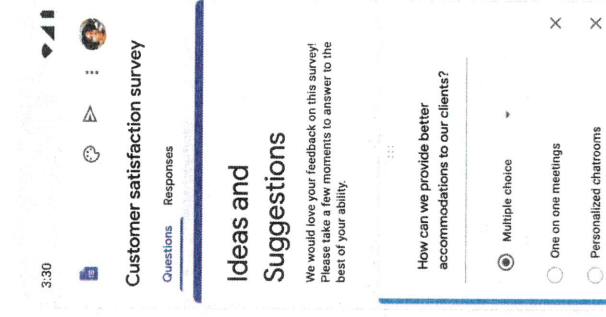 3:30
Customer satisfaction survey
Questions Responses
Ideas and
Suggestions
We would love your feedback on this survey!
Please take a few moments to answer to the
best of your ability.
How can we provide better
accommodations to our clients?
Multiple choice
One on one meetings
Personalized chatrooms